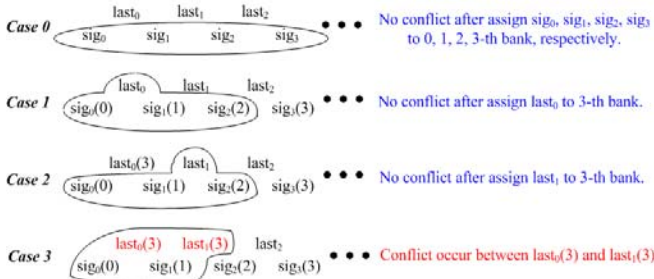 last₀ last₁ last₂
Case 0 sig₀ sig₁ sig₂ sig₃ • • • No conflict after assign sig₀, sig₁, sig₂, sig₃
to 0, 1, 2, 3-th bank, respectively.
last₀ last₁ last₂
Case 1 sig₀(0) sig₁(1) sig₂(2) sig₃(3) • • • No conflict after assign last₀ to 3-th bank.
last₀(3) last₁ last₂
Case 2 sig₀(0) sig₁(1) sig₂(2) sig₃(3) • • • No conflict after assign last₁ to 3-th bank.
last₀(3) last₁(3) last₂
Case 3 sig₀(0) sig₁(1) sig₂(2) sig₃(3) • • • Conflict occur between last₀(3) and last₁(3)